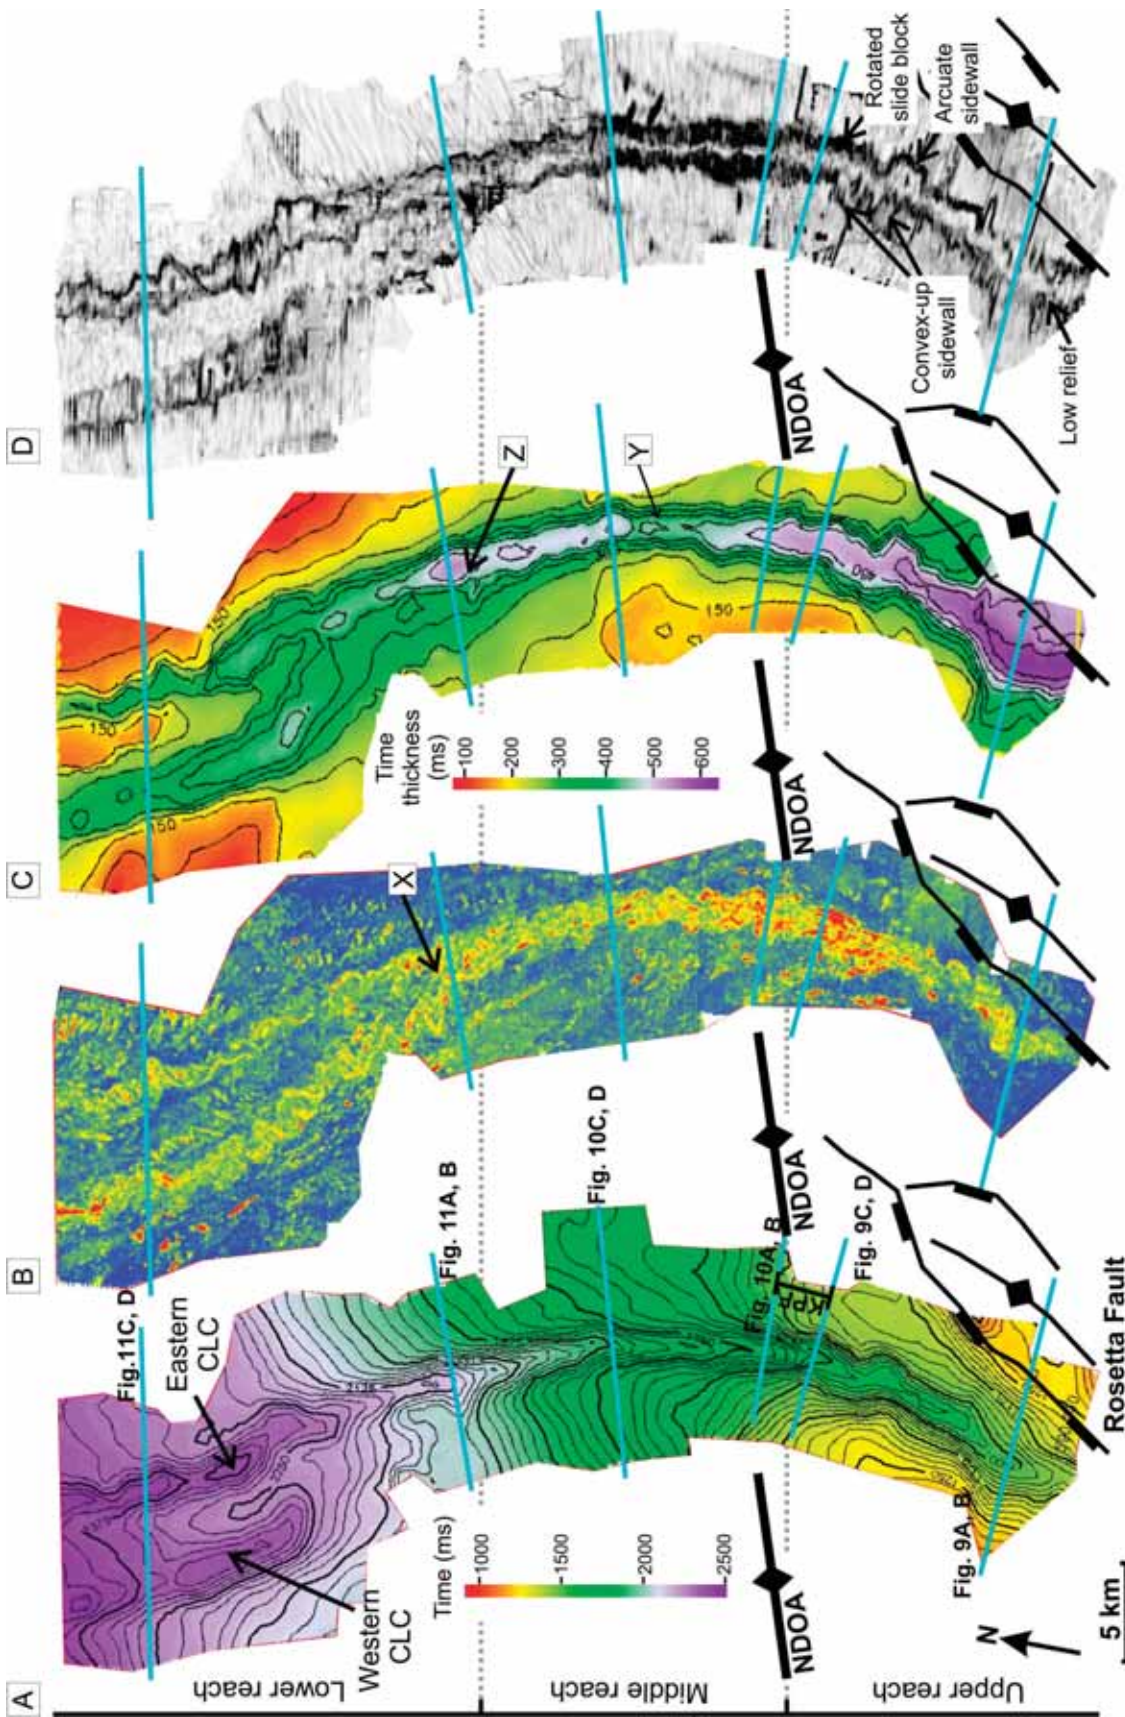 A
Lower reach
Middle reach
Upper reach
Fig.11C, D
Eastern
CLC
Western
CLC
Fig. 11A, B
Fig. 10C, D
Fig. 10A, B
Fig. 9C, D
Fig. 9A, B
KP
2250
Time (ms)
1000
1500
2000
2500
NDOA
N
5 km
Rosetta Fault
B
X
NDOA
C
150
150
150
150
450
Time
thickness
(ms)
100
200
300
400
500
600
Z
Y
NDOA
D
NDOA
Rotated
slide block
Arcuate
sidewall
Convex-up
sidewall
Low relief